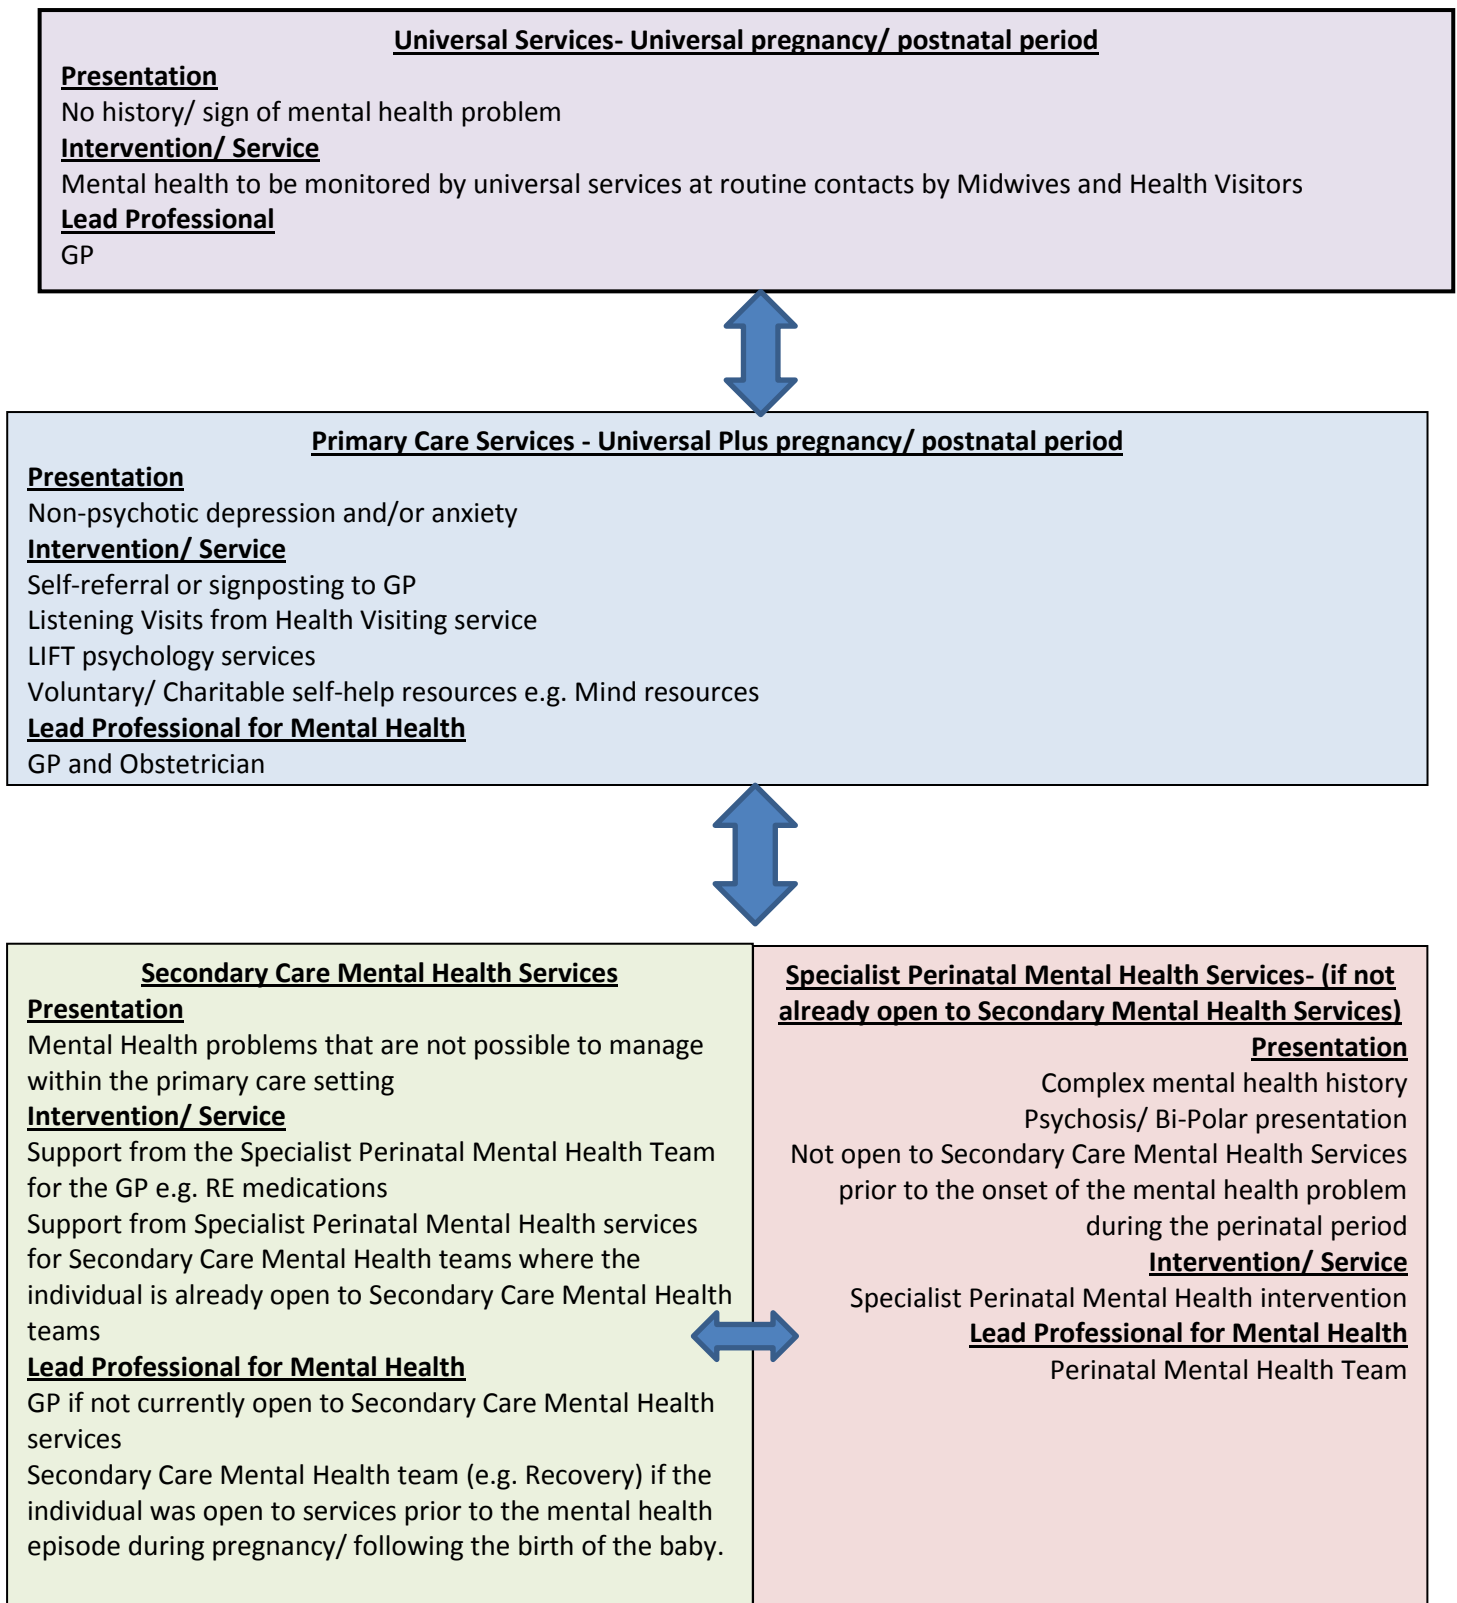 Universal Services- Universal pregnancy/ postnatal period
Presentation
No history/ sign of mental health problem
Intervention/ Service
Mental health to be monitored by universal services at routine contacts by Midwives and Health Visitors
Lead Professional
GP
Primary Care Services - Universal Plus pregnancy/ postnatal period
Presentation
Non-psychotic depression and/or anxiety
Intervention/ Service
Self-referral or signposting to GP
Listening Visits from Health Visiting service
LIFT psychology services
Voluntary/ Charitable self-help resources e.g. Mind resources
Lead Professional for Mental Health
GP and Obstetrician
Secondary Care Mental Health Services
Presentation
Mental Health problems that are not possible to manage
within the primary care setting
Intervention/ Service
Support from the Specialist Perinatal Mental Health Team
for the GP e.g. RE medications
Support from Specialist Perinatal Mental Health services
for Secondary Care Mental Health teams where the
individual is already open to Secondary Care Mental Health
teams
Lead Professional for Mental Health
GP if not currently open to Secondary Care Mental Health
services
Secondary Care Mental Health team (e.g. Recovery) if the
individual was open to services prior to the mental health
episode during pregnancy/ following the birth of the baby.
Specialist Perinatal Mental Health Services- (if not
already open to Secondary Mental Health Services)
Presentation
Complex mental health history
Psychosis/ Bi-Polar presentation
Not open to Secondary Care Mental Health Services
prior to the onset of the mental health problem
during the perinatal period
Intervention/ Service
Specialist Perinatal Mental Health intervention
Lead Professional for Mental Health
Perinatal Mental Health Team